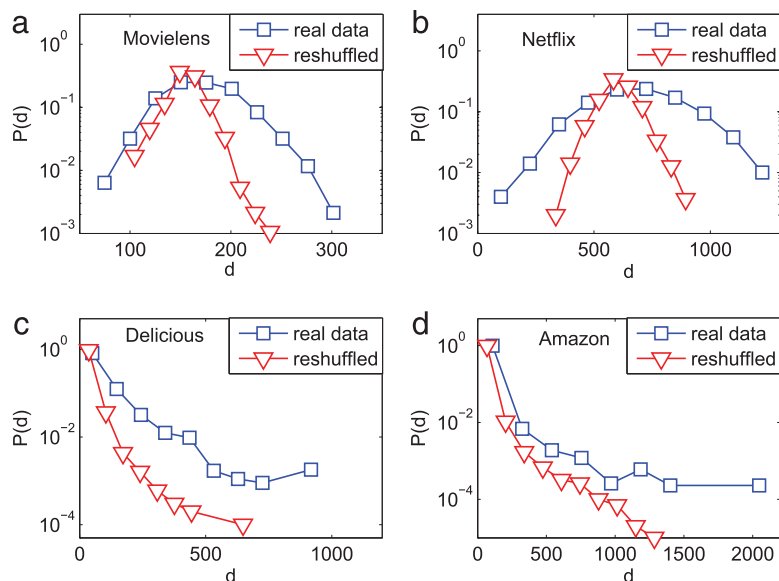 a
Movielens
real data
reshuffled
10^0
10^-1
10^-2
10^-3
P(d)
100
200
300
d
b
Netflix
real data
reshuffled
10^0
10^-1
10^-2
10^-3
P(d)
0
500
1000
d
c
Delicious
real data
reshuffled
10^0
10^-2
10^-4
P(d)
0
500
1000
d
d
Amazon
real data
reshuffled
10^0
10^-2
10^-4
P(d)
0
500
1000
1500
2000
d